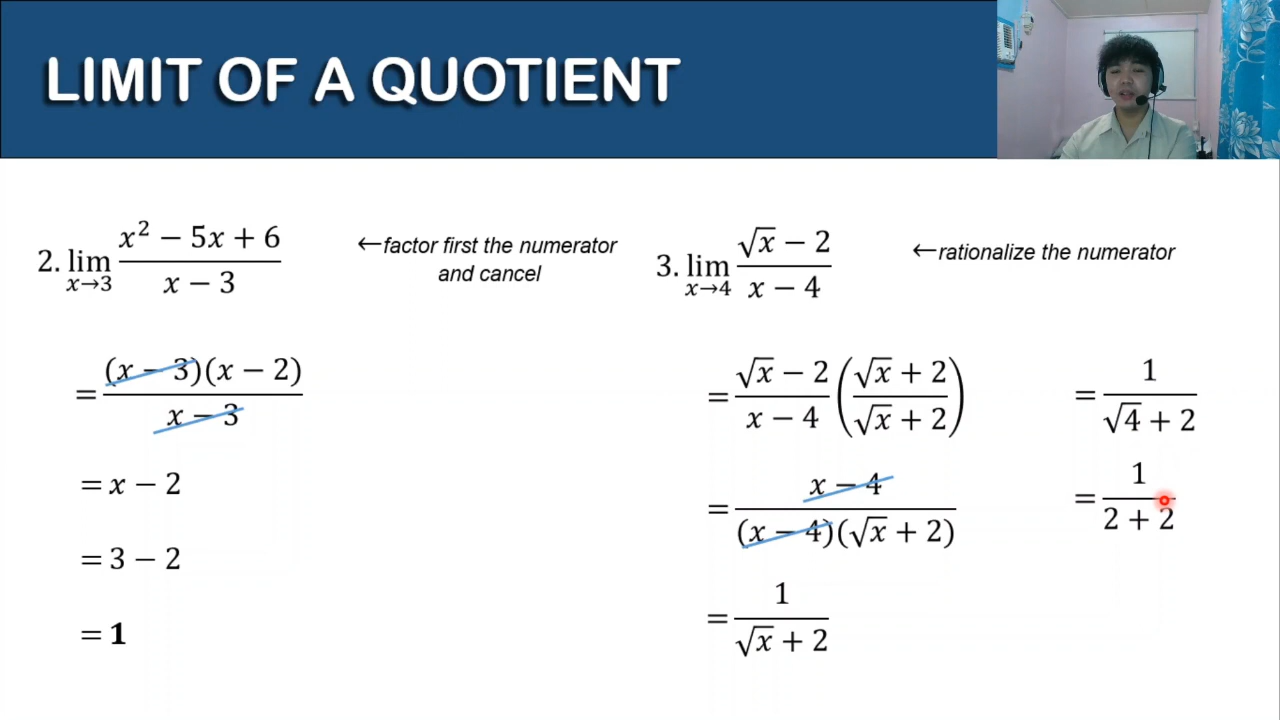 LIMIT OF A QUOTIENT
2. lim x→3 (x² − 5x + 6)/(x − 3)
←factor first the numerator
and cancel
= (x − 3)(x − 2)/(x − 3)
= x − 2
= 3 − 2
= 1
3. lim x→4 (√x − 2)/(x − 4)
←rationalize the numerator
= (√x − 2)/(x − 4) ((√x + 2)/(√x + 2))
= (x − 4)/((x − 4)(√x + 2))
= 1/(√x + 2)
= 1/(√4 + 2)
= 1/(2 + 2)